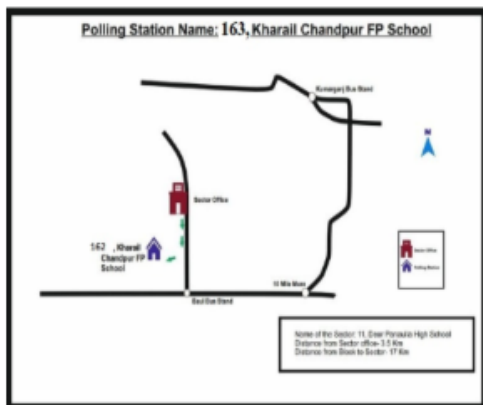 Polling Station Name: 163, Kharail Chandpur FP School
Kumarganj Bus Stand
N
Sector Office
162 , Kharail
Chandpur FP
School
Sector Office
Polling Station
10 Mile More
Baul Bus Stand
Name of the Sector: 11, Deor Panaulla High School
Distance from Sector office- 3.5 Km
Distance from Block to Sector- 17 Km